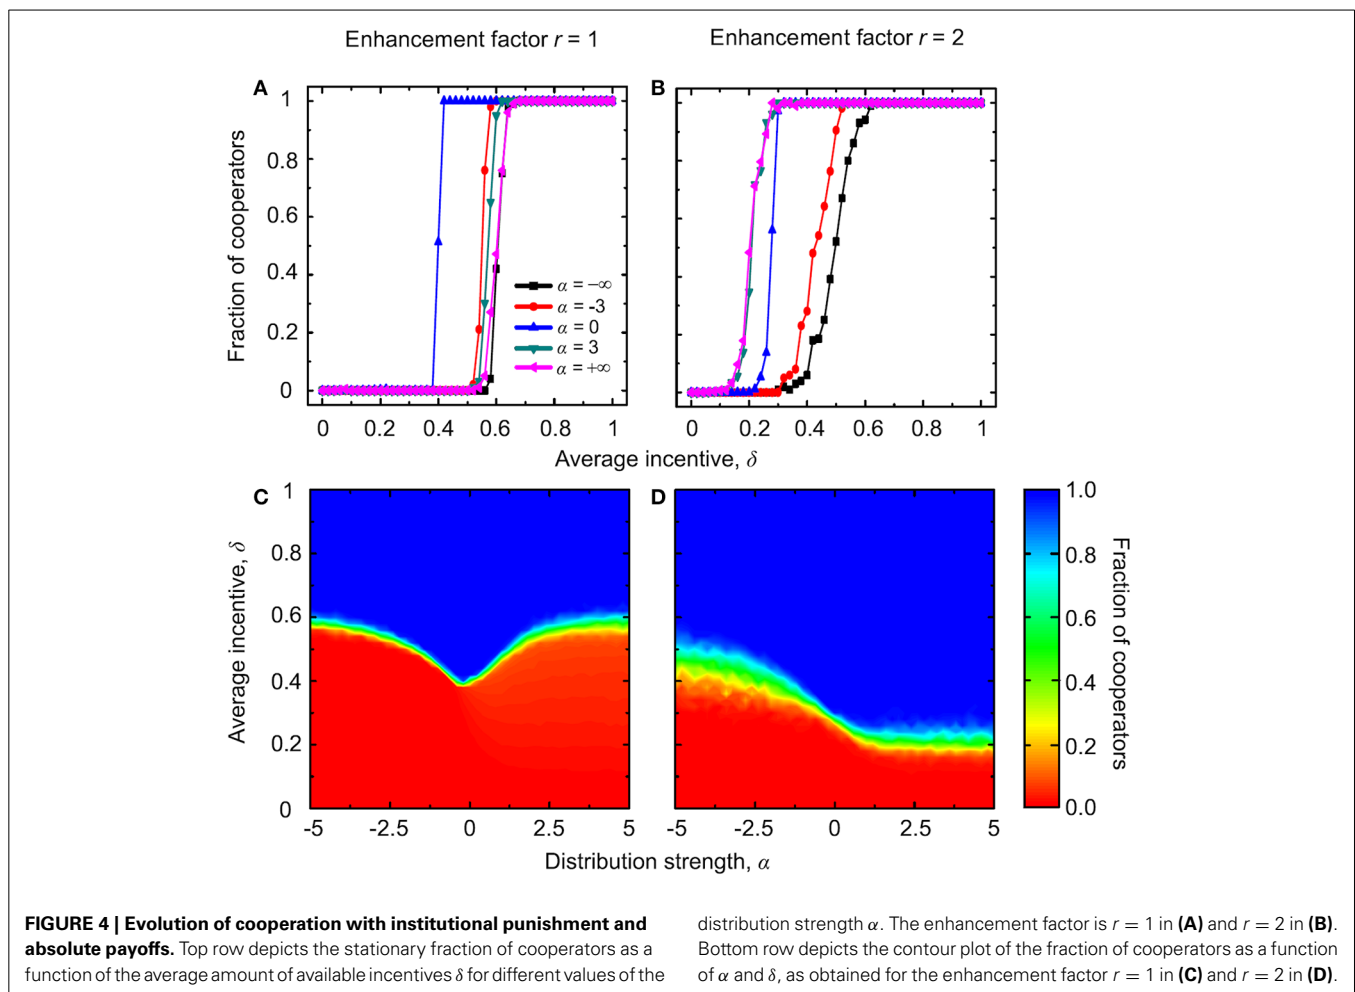 Enhancement factor r = 1
Enhancement factor r = 2
A
B
1
0.8
0.6
0.4
0.2
0
Fraction of cooperators
α = −∞
α = -3
α = 0
α = 3
α = +∞
0 0.2 0.4 0.6 0.8 1
0 0.2 0.4 0.6 0.8 1
Average incentive, δ
C
D
1
0.8
0.6
0.4
0.2
0
Average incentive, δ
-5 -2.5 0 2.5 5
-5 -2.5 0 2.5 5
Distribution strength, α
1.0
0.8
0.6
0.4
0.2
0.0
Fraction of cooperators
FIGURE 4 | Evolution of cooperation with institutional punishment and
absolute payoffs. Top row depicts the stationary fraction of cooperators as a
function of the average amount of available incentives δ for different values of the
distribution strength α. The enhancement factor is r = 1 in (A) and r = 2 in (B).
Bottom row depicts the contour plot of the fraction of cooperators as a function
of α and δ, as obtained for the enhancement factor r = 1 in (C) and r = 2 in (D).